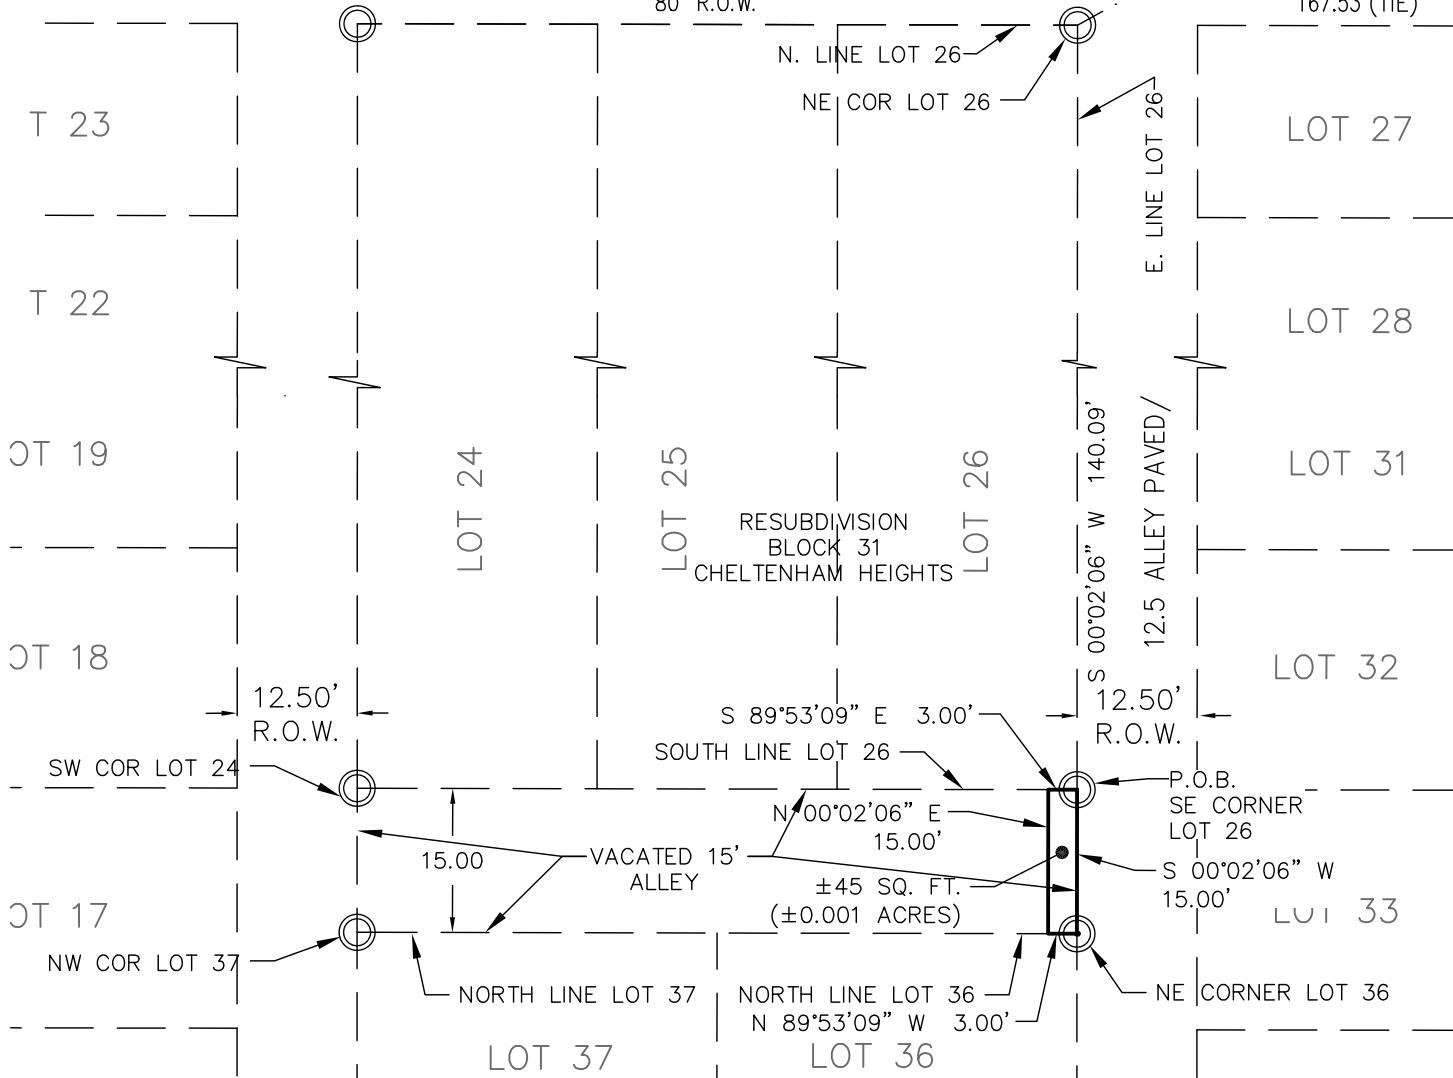 80' R.O.W.
167.53 (TIE)
N. LINE LOT 26
NE COR LOT 26
E. LINE LOT 26
T 23
LOT 27
T 22
LOT 28
OT 19
LOT 24
LOT 25
LOT 26
S 00°02'06" W 140.09'
12.5 ALLEY PAVED/
LOT 31
RESUBDIVISION
BLOCK 31
CHELTENHAM HEIGHTS
OT 18
LOT 32
12.50'
R.O.W.
12.50'
R.O.W.
S 89°53'09" E 3.00'
SOUTH LINE LOT 26
SW COR LOT 24
P.O.B.
SE CORNER
LOT 26
N 00°02'06" E
15.00'
15.00
VACATED 15'
ALLEY
±45 SQ. FT.
(±0.001 ACRES)
S 00°02'06" W
15.00'
OT 17
LOT 33
NW COR LOT 37
NORTH LINE LOT 37
NORTH LINE LOT 36
N 89°53'09" W 3.00'
NE CORNER LOT 36
LOT 37
LOT 36